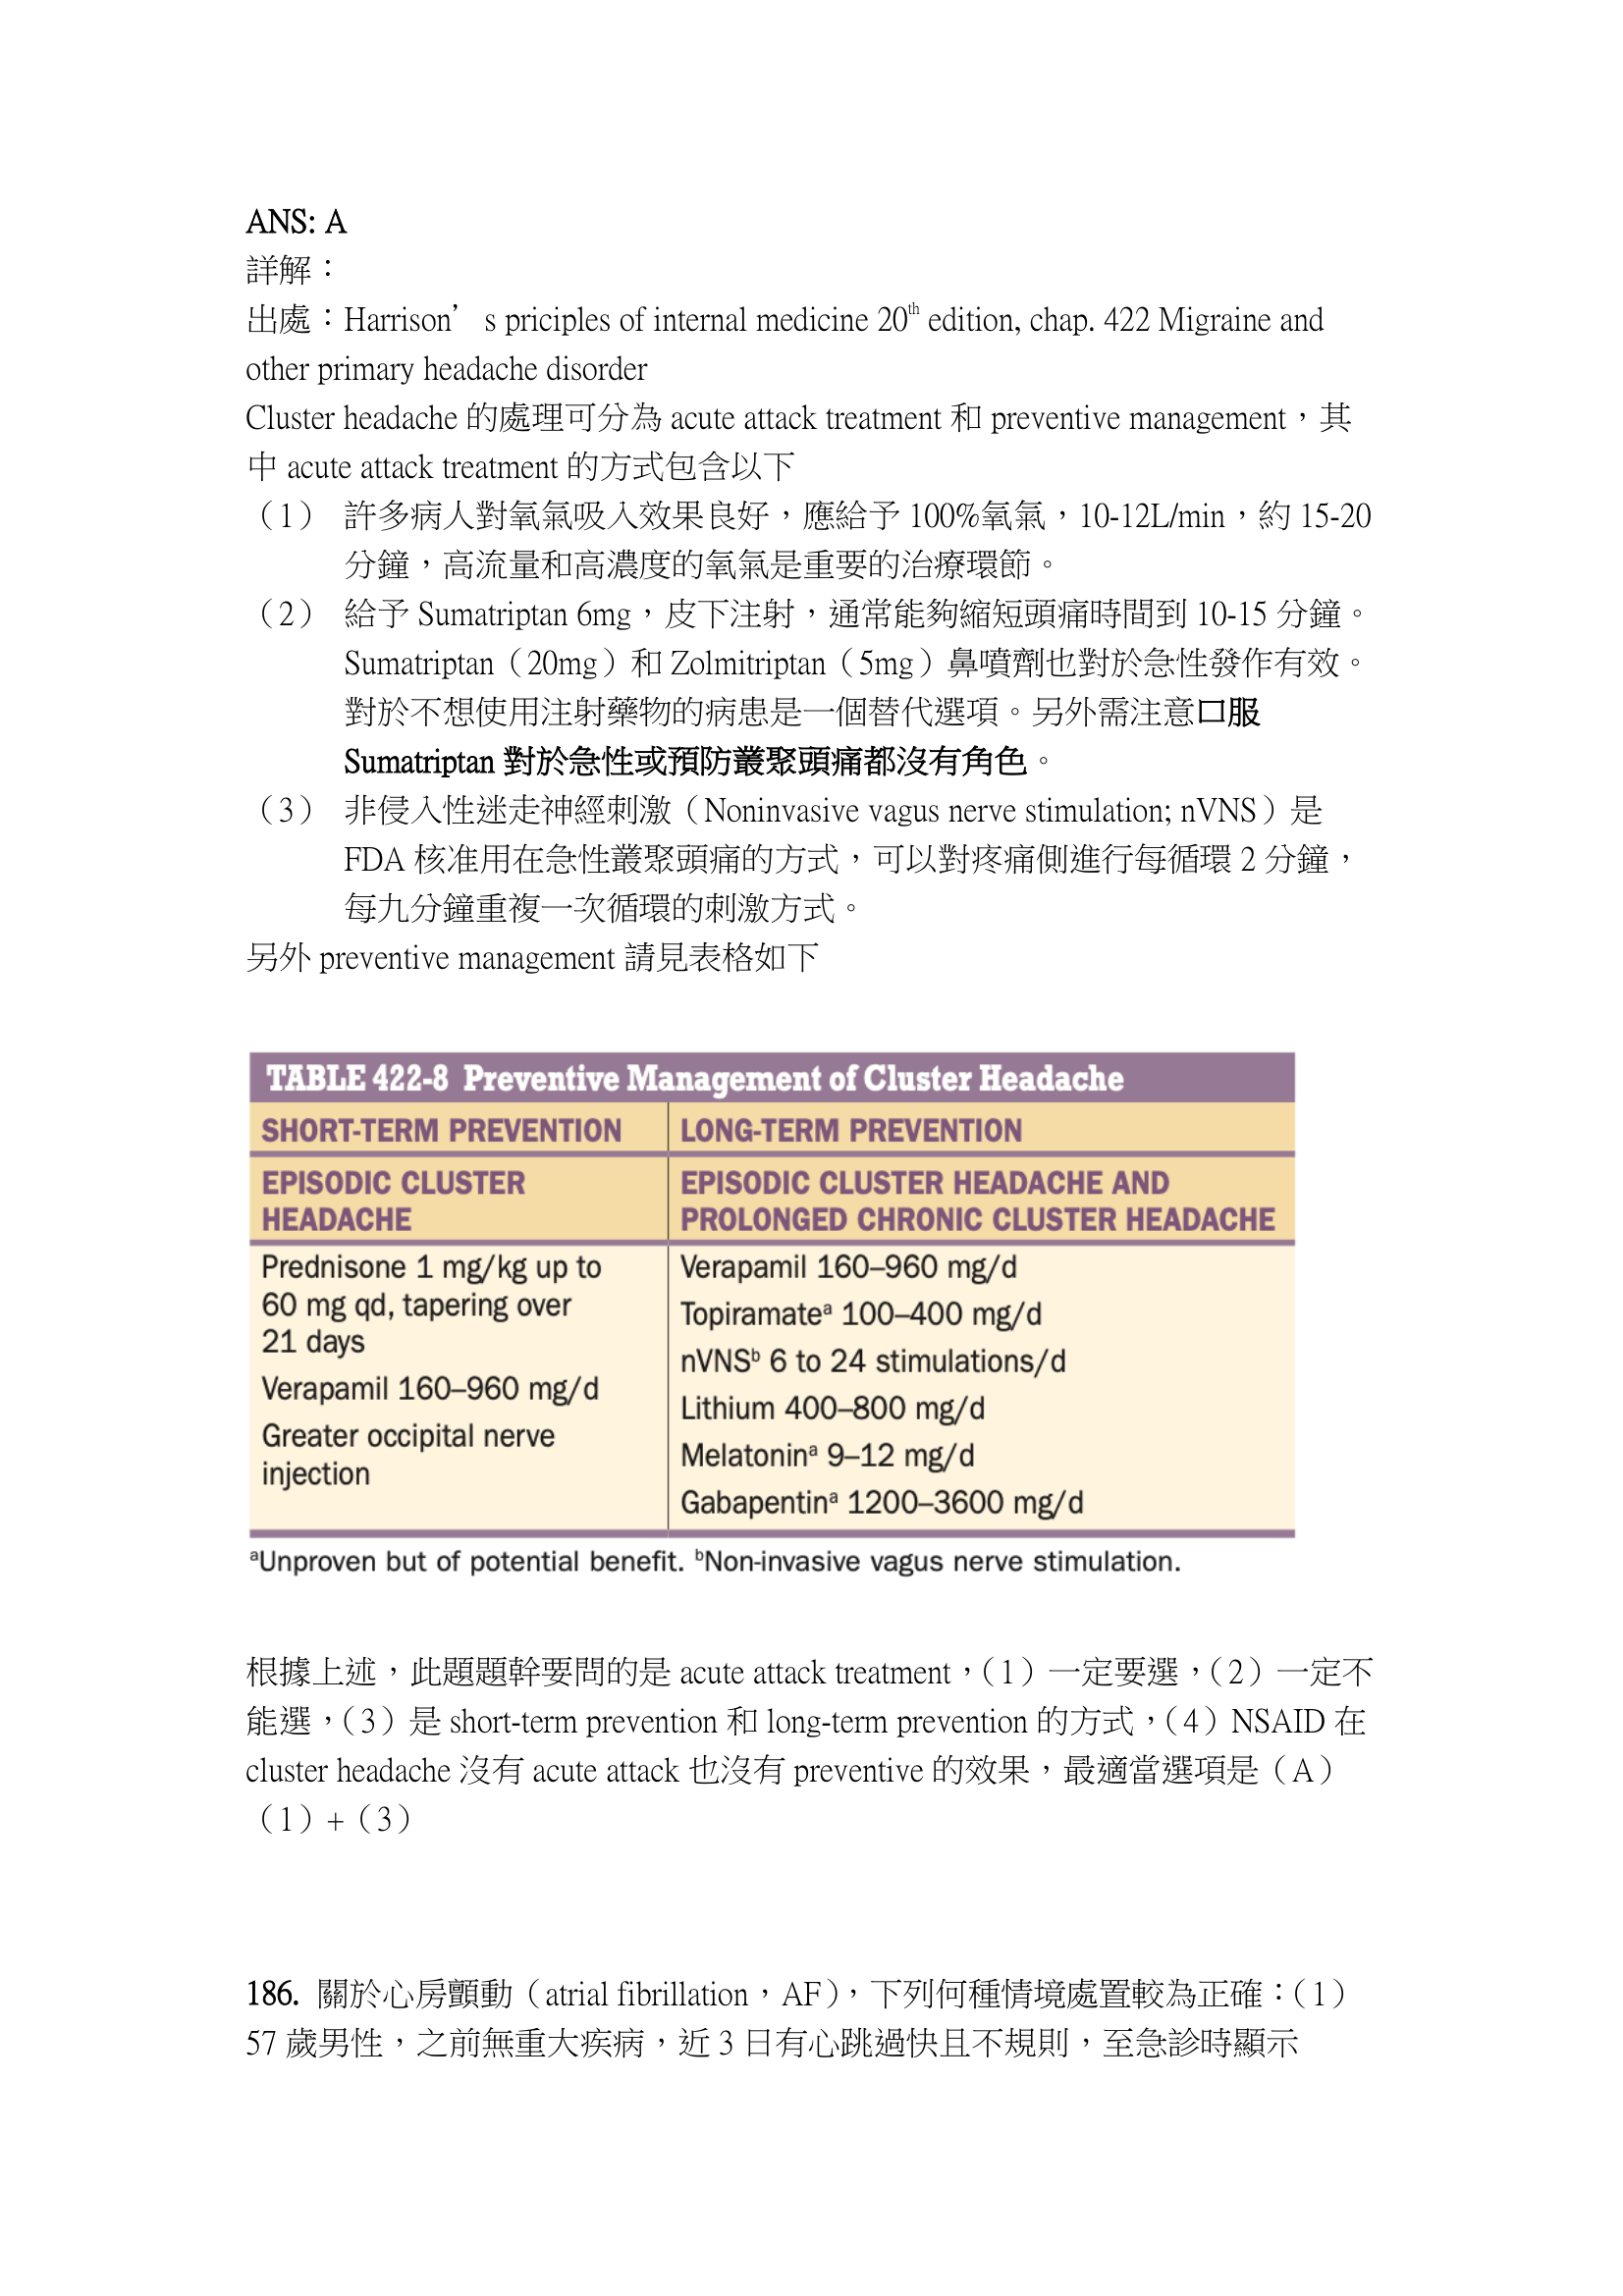 ANS: A
詳解：
出處：Harrison’s priciples of internal medicine 20th edition, chap. 422 Migraine and
other primary headache disorder
Cluster headache 的處理可分為 acute attack treatment 和 preventive management，其
中 acute attack treatment 的方式包含以下
（1） 許多病人對氧氣吸入效果良好，應給予 100%氧氣，10-12L/min，約 15-20
分鐘，高流量和高濃度的氧氣是重要的治療環節。
（2） 給予 Sumatriptan 6mg，皮下注射，通常能夠縮短頭痛時間到 10-15 分鐘。
Sumatriptan（20mg）和 Zolmitriptan（5mg）鼻噴劑也對於急性發作有效。
對於不想使用注射藥物的病患是一個替代選項。另外需注意口服
Sumatriptan 對於急性或預防叢聚頭痛都沒有角色。
（3） 非侵入性迷走神經刺激（Noninvasive vagus nerve stimulation; nVNS）是
FDA 核准用在急性叢聚頭痛的方式，可以對疼痛側進行每循環 2 分鐘，
每九分鐘重複一次循環的刺激方式。
另外 preventive management 請見表格如下
TABLE 422-8 Preventive Management of Cluster Headache
SHORT-TERM PREVENTION
LONG-TERM PREVENTION
EPISODIC CLUSTER
HEADACHE
EPISODIC CLUSTER HEADACHE AND
PROLONGED CHRONIC CLUSTER HEADACHE
Prednisone 1 mg/kg up to
60 mg qd, tapering over
21 days
Verapamil 160–960 mg/d
Greater occipital nerve
injection
Verapamil 160–960 mg/d
Topiramateª 100–400 mg/d
nVNSᵇ 6 to 24 stimulations/d
Lithium 400–800 mg/d
Melatoninª 9–12 mg/d
Gabapentinª 1200–3600 mg/d
ªUnproven but of potential benefit. ᵇNon-invasive vagus nerve stimulation.
根據上述，此題題幹要問的是 acute attack treatment，（1）一定要選，（2）一定不
能選，（3）是 short-term prevention 和 long-term prevention 的方式，（4）NSAID 在
cluster headache 沒有 acute attack 也沒有 preventive 的效果，最適當選項是（A）
（1）+（3）
186. 關於心房顫動（atrial fibrillation，AF），下列何種情境處置較為正確：（1）
57 歲男性，之前無重大疾病，近 3 日有心跳過快且不規則，至急診時顯示